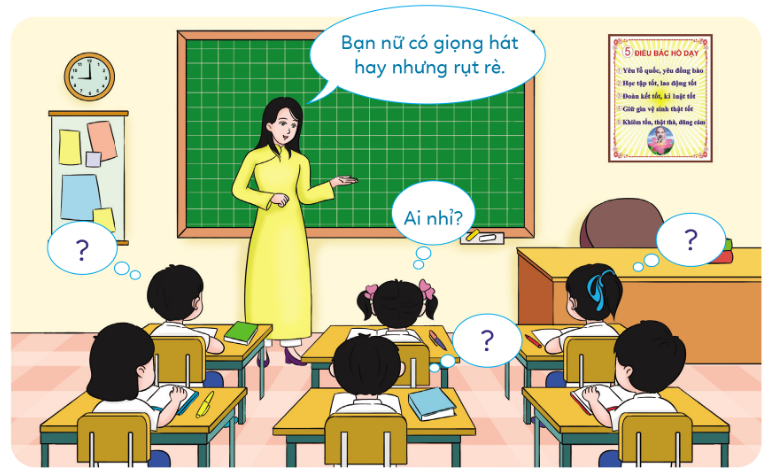 Bạn nữ có giọng hát
hay nhưng rụt rè.
5 ĐIỀU BÁC HỒ DẠY
Yêu tổ quốc, yêu đồng bào
Học tập tốt, lao động tốt
Đoàn kết tốt, kỉ luật tốt
Giữ gìn vệ sinh thật tốt
Khiêm tốn, thật thà, dũng cảm
Ai nhỉ?
?
?
?